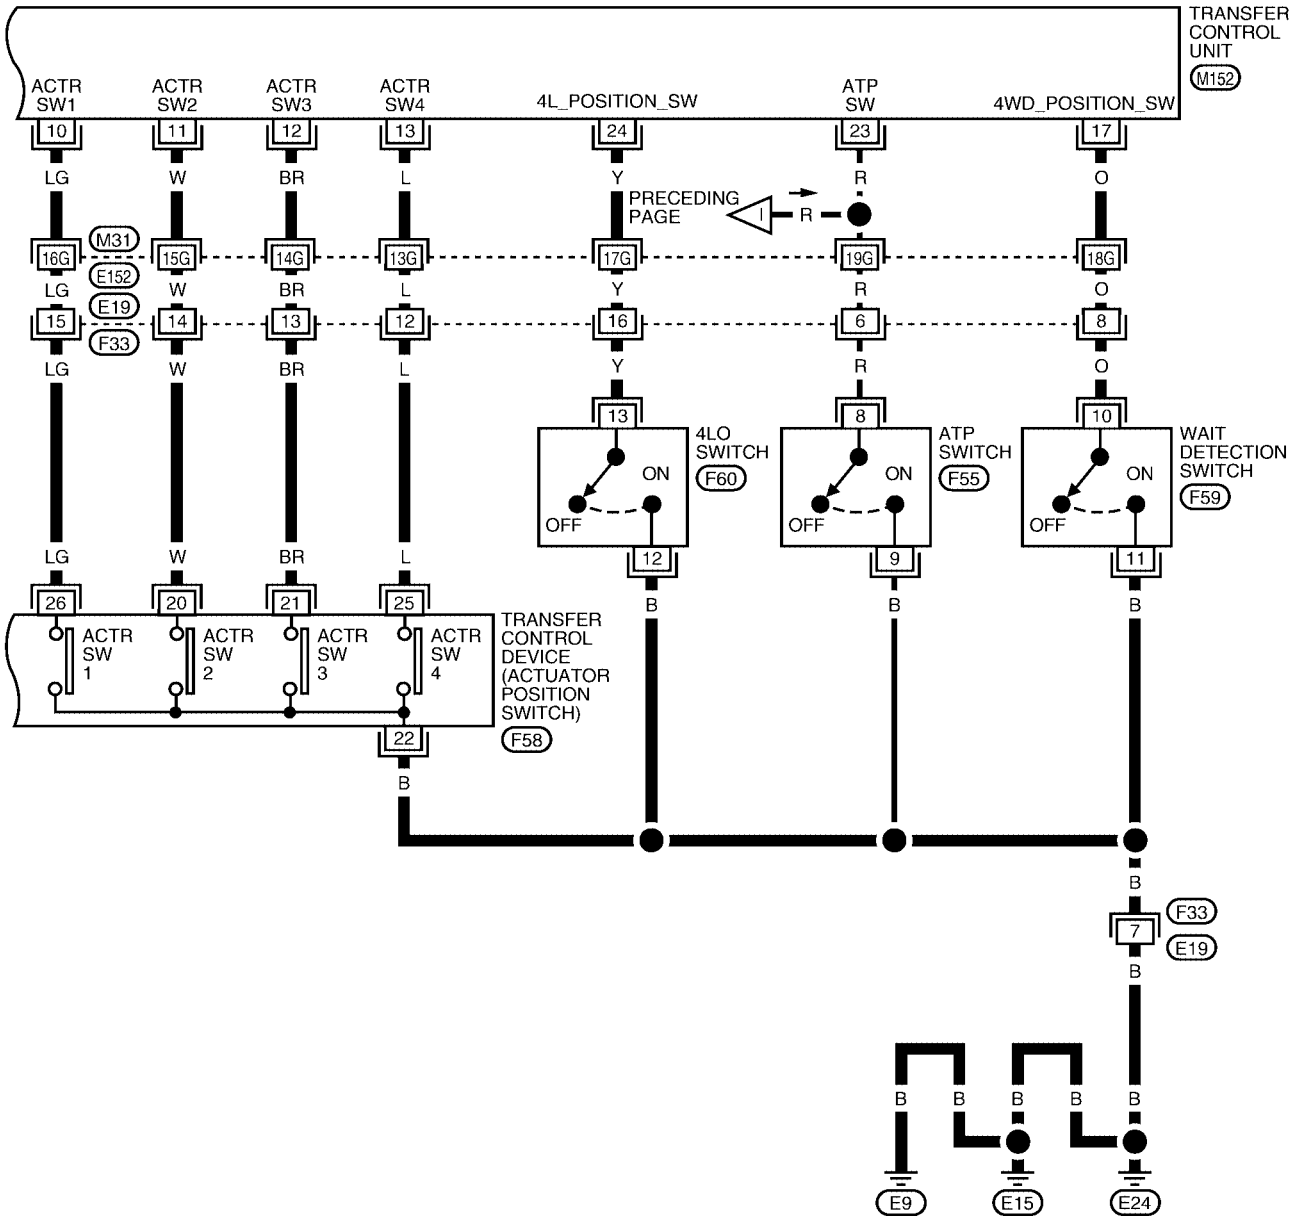 TRANSFER
CONTROL
UNIT
M152
ACTR
SW1
ACTR
SW2
ACTR
SW3
ACTR
SW4
4L_POSITION_SW
ATP
SW
4WD_POSITION_SW
10 11 12 13 24 23 17
LG W BR L Y R O
PRECEDING
PAGE
I R
M31
16G 15G 14G 13G 17G 19G 18G
E152
LG W BR L Y R O
E19
15 14 13 12 16 6 8
F33
LG W BR L Y R O
13 8 10
4LO
SWITCH
F60
ON
OFF
ATP
SWITCH
F55
ON
OFF
WAIT
DETECTION
SWITCH
F59
ON
OFF
12 9 11
LG W BR L
26 20 21 25
B B B
ACTR
SW
1
ACTR
SW
2
ACTR
SW
3
ACTR
SW
4
TRANSFER
CONTROL
DEVICE
(ACTUATOR
POSITION
SWITCH)
F58
22
B
B
F33
7
E19
B
B B B B B
E9 E15 E24